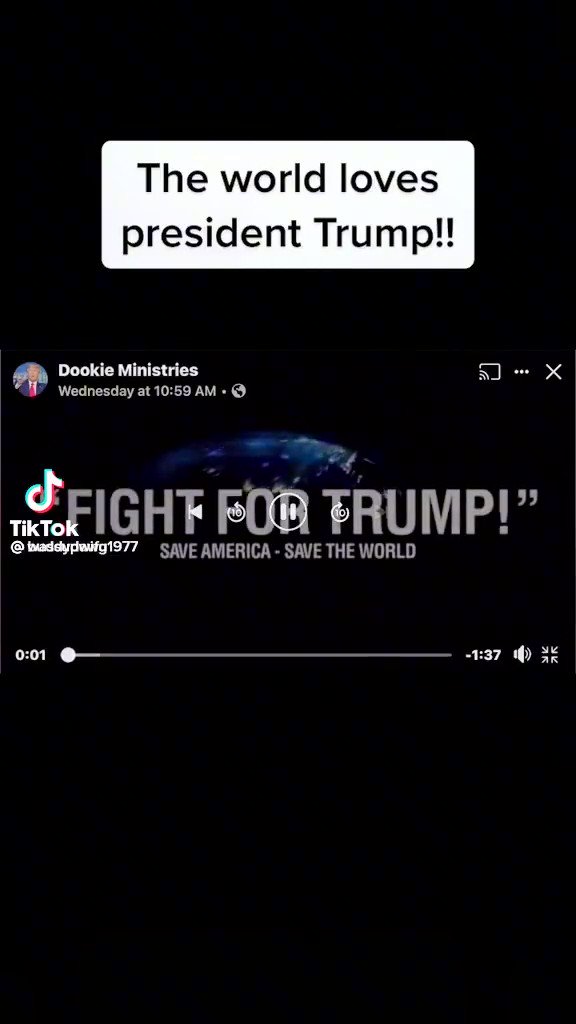 The world loves
president Trump!!
Dookie Ministries
Wednesday at 10:59 AM •
10
10
"FIGHT FOR TRUMP!"
TikTok
SAVE AMERICA - SAVE THE WORLD
0:01
-1:37